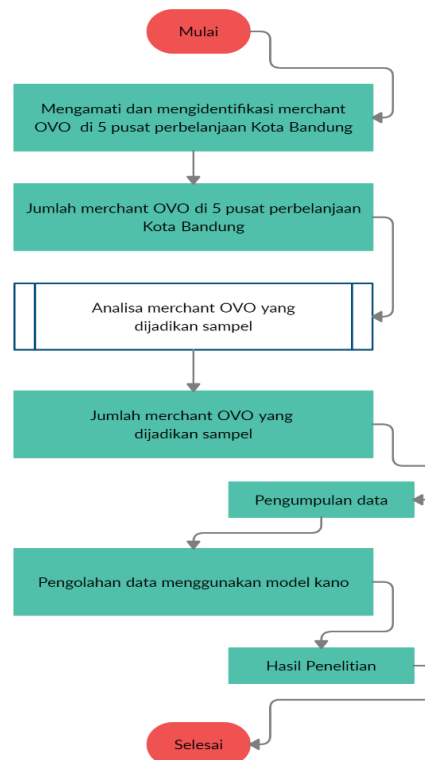 Mulai
Mengamati dan mengidentifikasi merchant
OVO di 5 pusat perbelanjaan Kota Bandung
Jumlah merchant OVO di 5 pusat perbelanjaan
Kota Bandung
Analisa merchant OVO yang
dijadikan sampel
Jumlah merchant OVO yang
dijadikan sampel
Pengumpulan data
Pengolahan data menggunakan model kano
Hasil Penelitian
Selesai